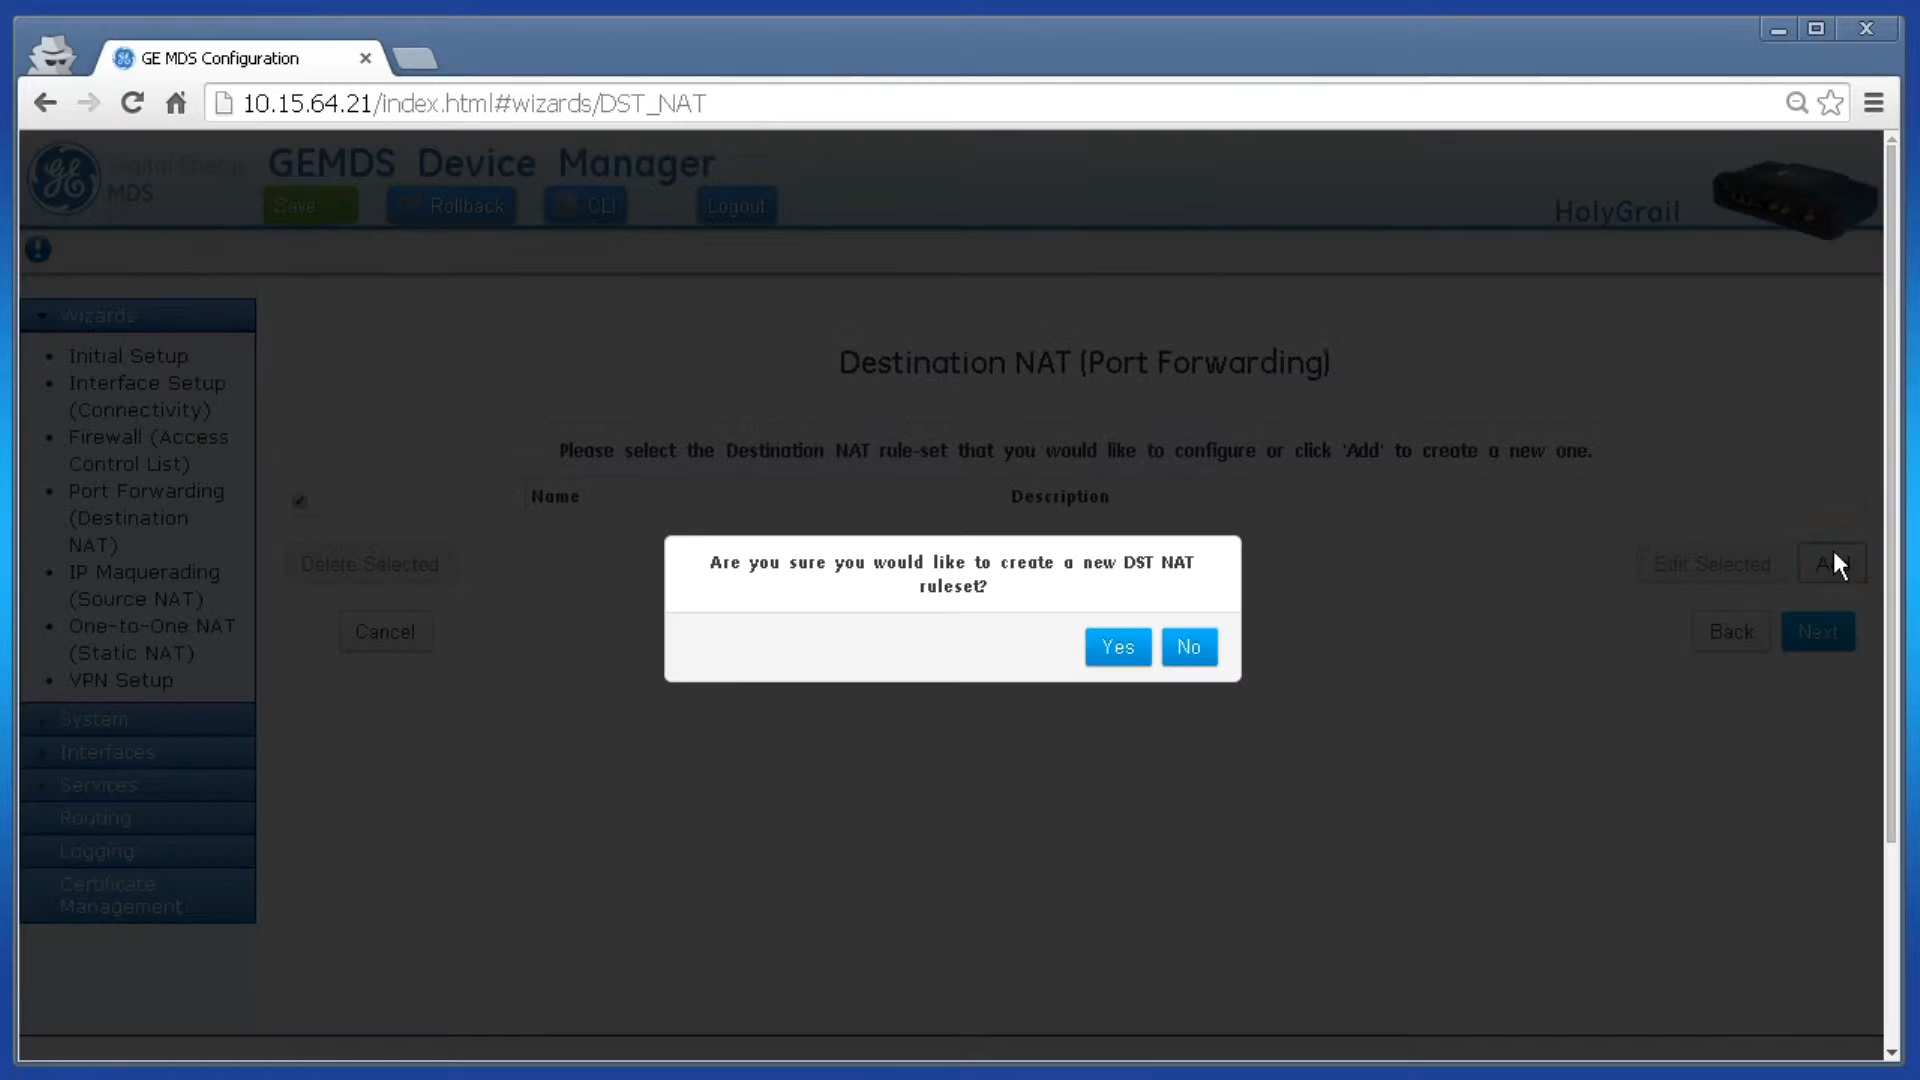 GE MDS Configuration
10.15.64.21/index.html#wizards/DST_NAT
Digital Energy
MDS
GEMDS Device Manager
Save
Rollback
CLI
Logout
HolyGrail
Wizards
Initial Setup
Interface Setup
(Connectivity)
Firewall (Access
Control List)
Port Forwarding
(Destination
NAT)
IP Maquerading
(Source NAT)
One-to-One NAT
(Static NAT)
VPN Setup
System
Interfaces
Services
Routing
Logging
Certificate
Management
Destination NAT (Port Forwarding)
Please select the Destination NAT rule-set that you would like to configure or click 'Add' to create a new one.
Name
Description
Delete Selected
Edit Selected
Cancel
Back
Next
Are you sure you would like to create a new DST NAT
ruleset?
Yes
No